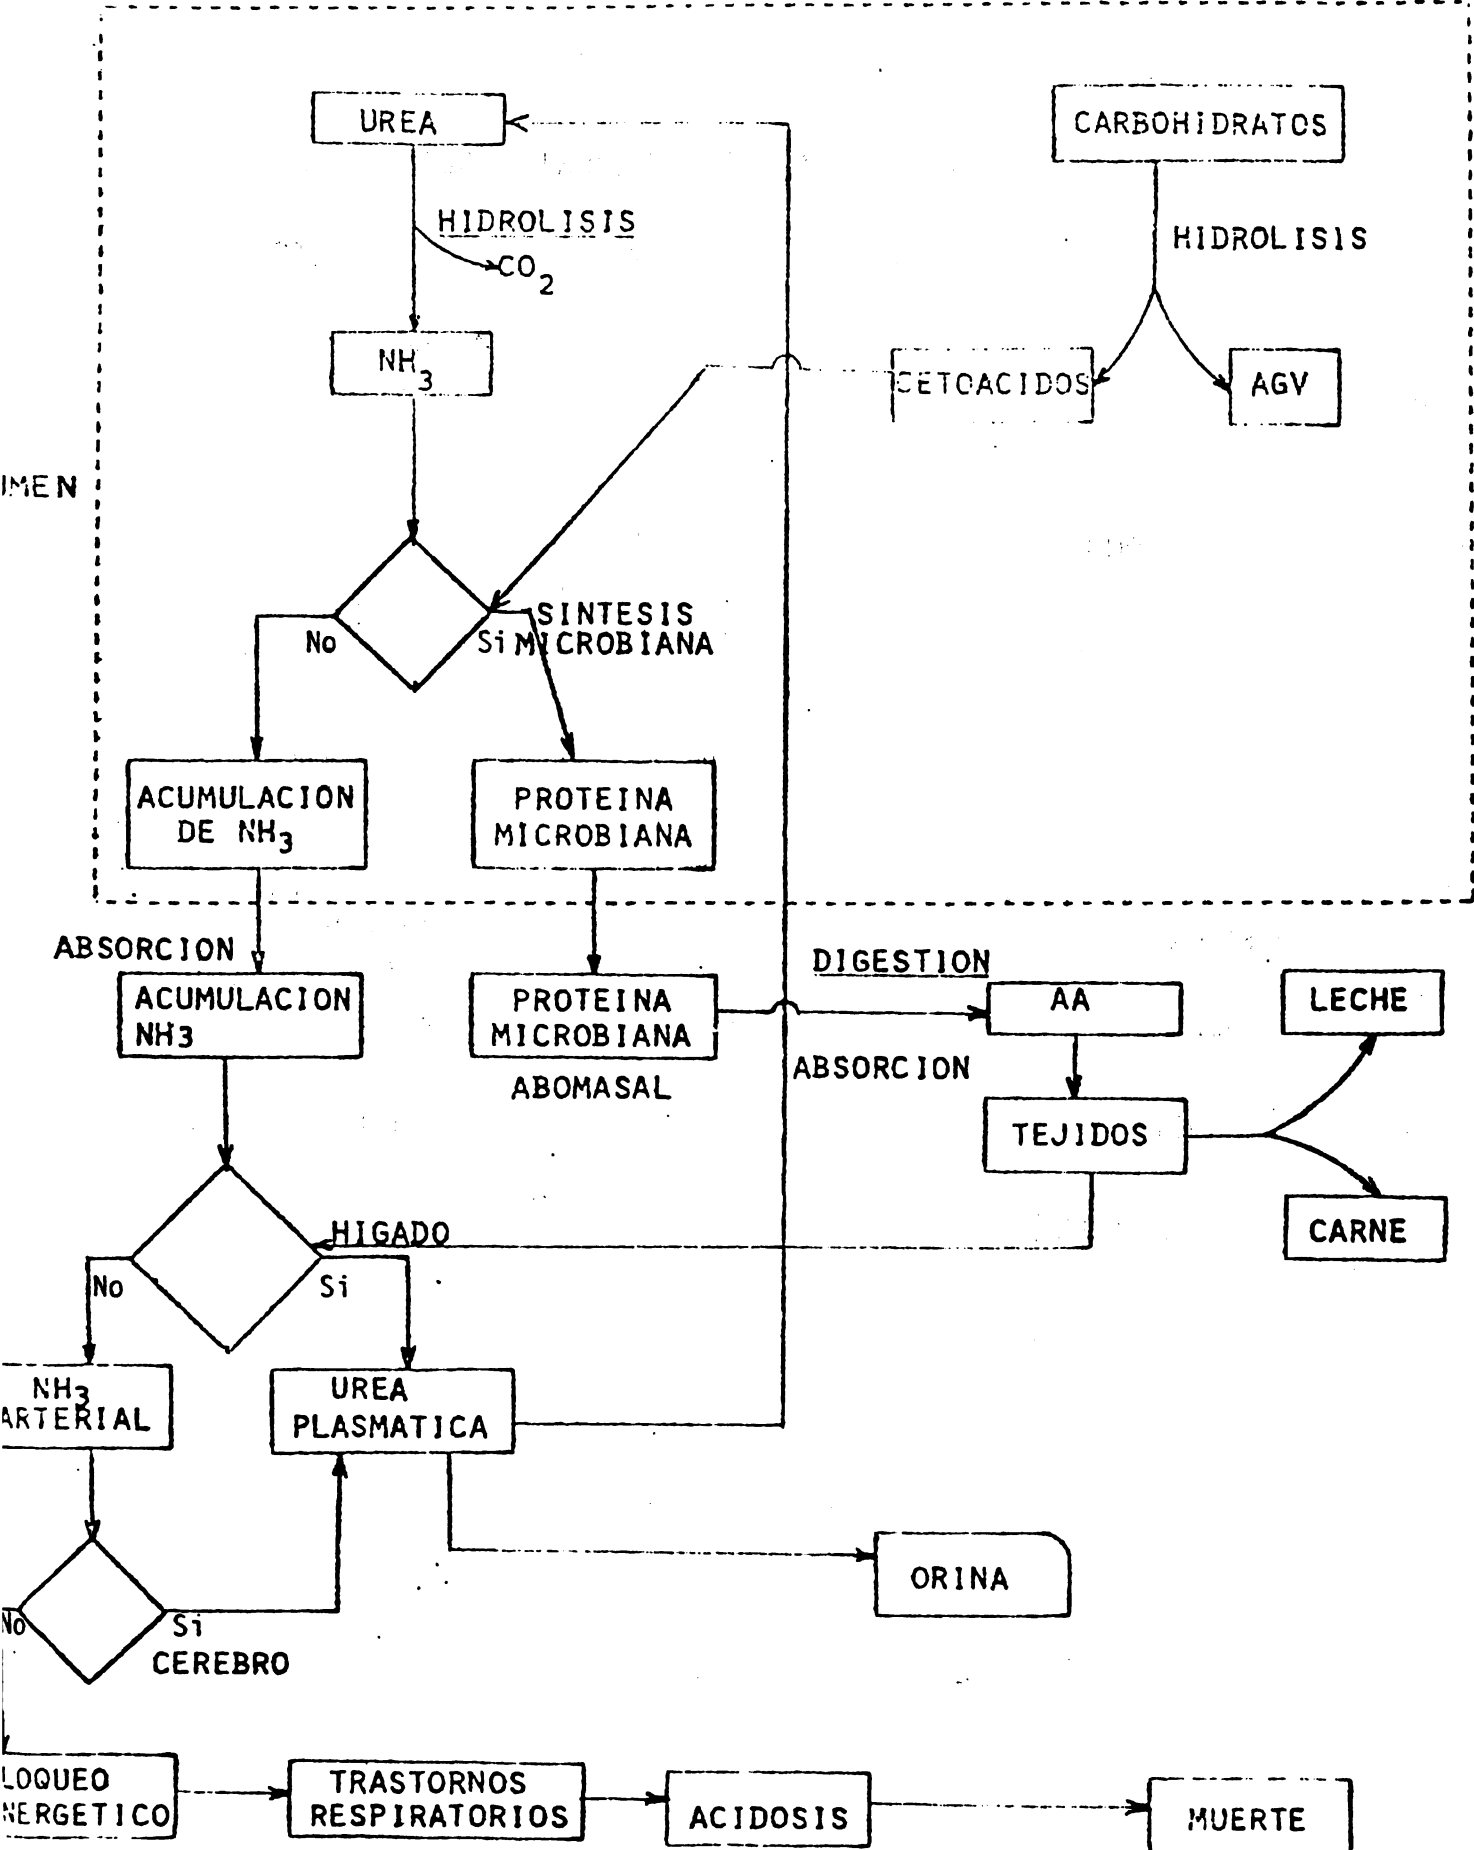 UREA
CARBOHIDRATOS
HIDROLISIS
CO2
HIDROLISIS
NH3
CETOACIDOS
AGV
UMEN
No
Si
SINTESIS
MICROBIANA
ACUMULACION
DE NH3
PROTEINA
MICROBIANA
ABSORCION
ACUMULACION
NH3
PROTEINA
MICROBIANA
ABOMASAL
DIGESTION
AA
LECHE
ABSORCION
TEJIDOS
CARNE
HIGADO
No
Si
NH3
ARTERIAL
UREA
PLASMATICA
ORINA
No
Si
CEREBRO
LOQUEO
NERGETICO
TRASTORNOS
RESPIRATORIOS
ACIDOSIS
MUERTE